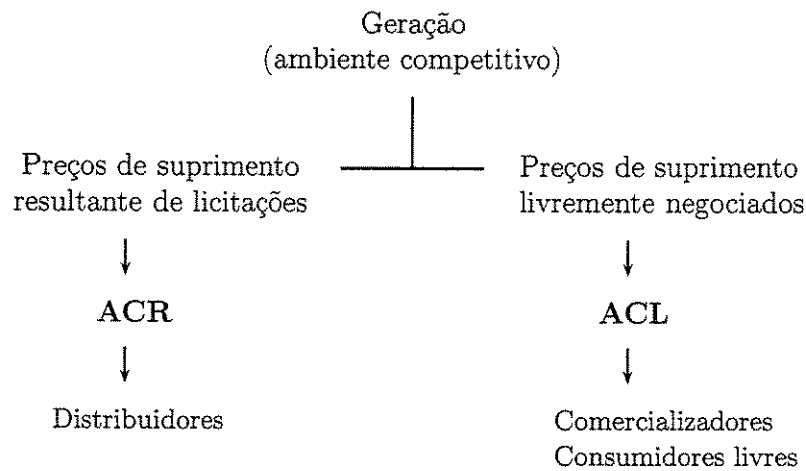 Geração
(ambiente competitivo)
Preços de suprimento
resultante de licitações
Preços de suprimento
livremente negociados
ACR
ACL
Distribuidores
Comercializadores
Consumidores livres